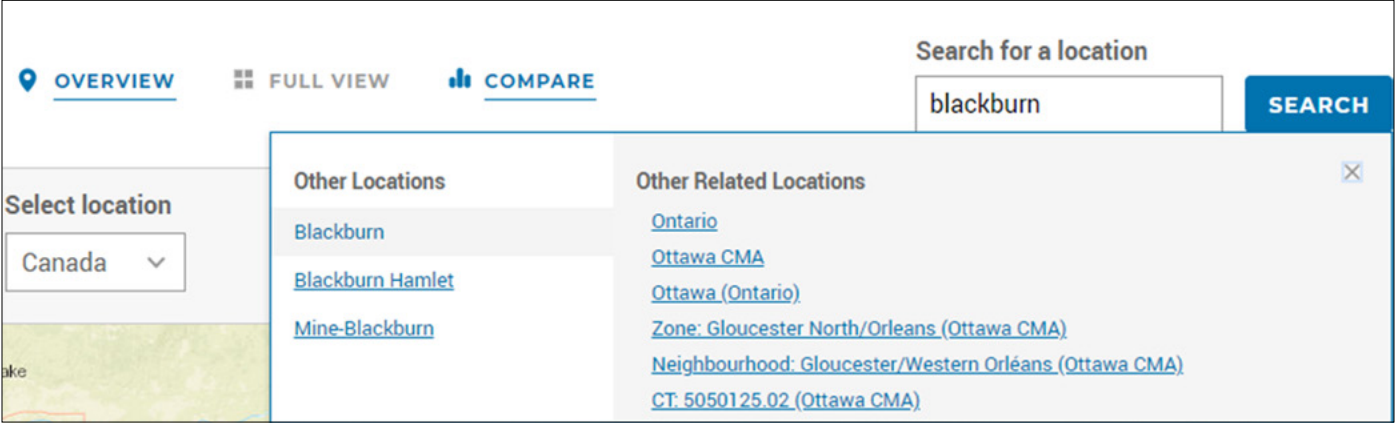 OVERVIEW
FULL VIEW
COMPARE
Search for a location
blackburn
SEARCH
Select location
Canada
ake
Other Locations
Blackburn
Blackburn Hamlet
Mine-Blackburn
Other Related Locations
Ontario
Ottawa CMA
Ottawa (Ontario)
Zone: Gloucester North/Orleans (Ottawa CMA)
Neighbourhood: Gloucester/Western Orléans (Ottawa CMA)
CT: 5050125.02 (Ottawa CMA)